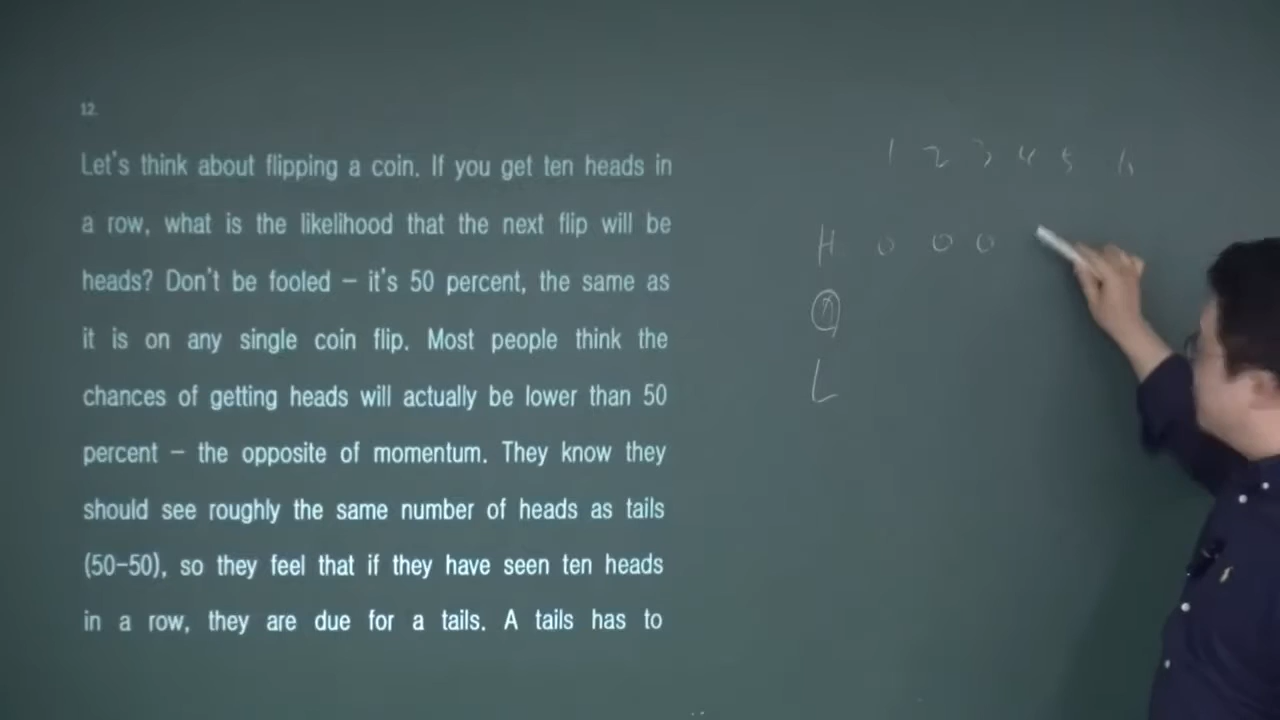 12.
Let's think about flipping a coin. If you get ten heads in
a row, what is the likelihood that the next flip will be
heads? Don't be fooled – it's 50 percent, the same as
it is on any single coin flip. Most people think the
chances of getting heads will actually be lower than 50
percent – the opposite of momentum. They know they
should see roughly the same number of heads as tails
(50-50), so they feel that if they have seen ten heads
in a row, they are due for a tails. A tails has to
1 2 3 4 5 6
H 0 0 0
L